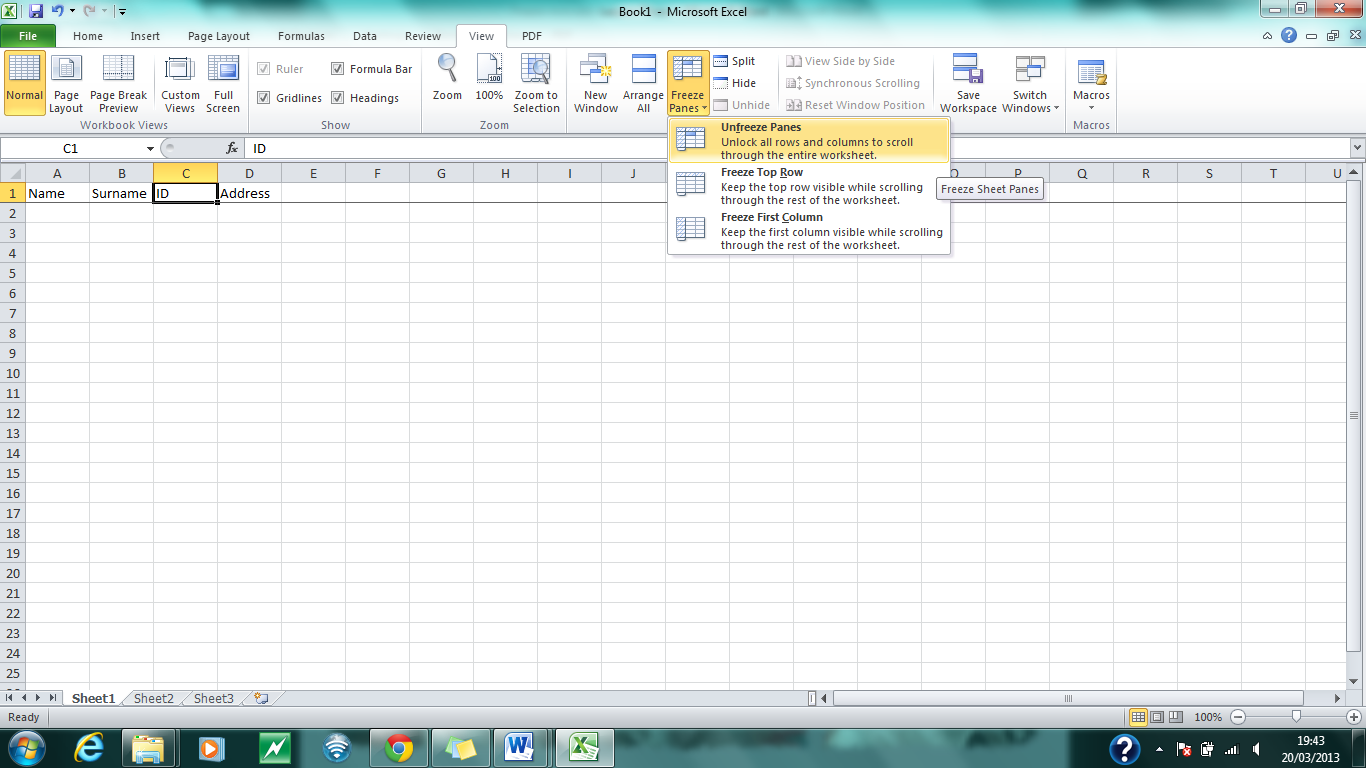 Book1 - Microsoft Excel
File Home Insert Page Layout Formulas Data Review View PDF
Normal
Page Layout
Page Break Preview
Custom Views
Full Screen
Workbook Views
Ruler
Formula Bar
Gridlines
Headings
Show
Zoom
100%
Zoom to Selection
Zoom
New Window
Arrange All
Freeze Panes
Split
Hide
Unhide
View Side by Side
Synchronous Scrolling
Reset Window Position
Save Workspace
Switch Windows
Macros
Macros
Unfreeze Panes
Unlock all rows and columns to scroll
through the entire worksheet.
Freeze Top Row
Keep the top row visible while scrolling
through the rest of the worksheet.
Freeze First Column
Keep the first column visible while scrolling
through the rest of the worksheet.
Freeze Sheet Panes
C1 fx ID
A B C D E F G H I J O P Q R S T U
1 Name Surname ID Address
2
3
4
5
6
7
8
9
10
11
12
13
14
15
16
17
18
19
20
21
22
23
24
25
Sheet1 Sheet2 Sheet3
Ready 100%
19:43
20/03/2013